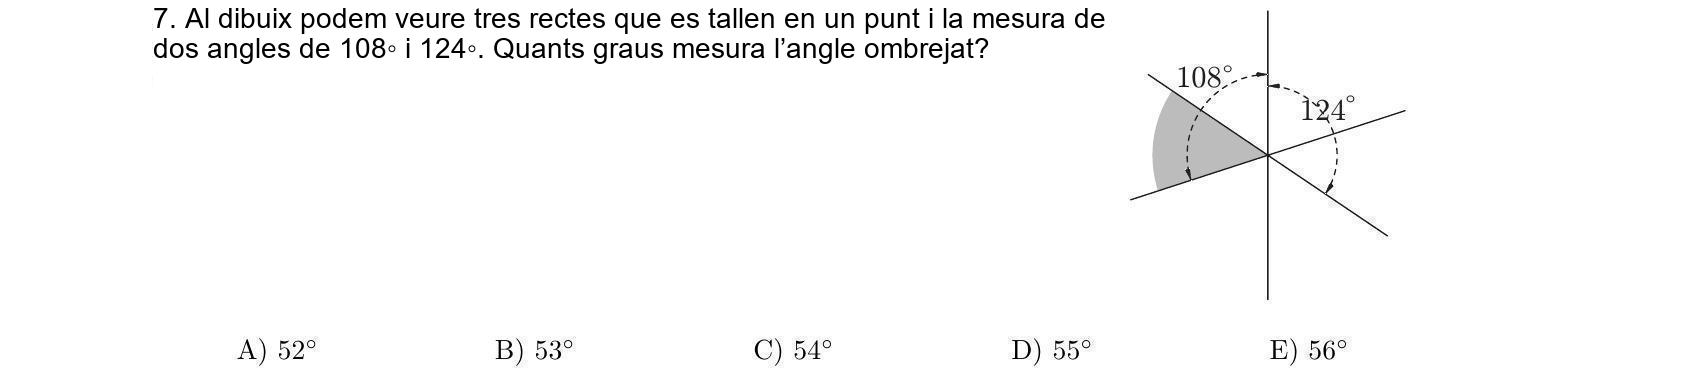 7. Al dibuix podem veure tres rectes que es tallen en un punt i la mesura de
dos angles de 108◦ i 124◦. Quants graus mesura l’angle ombrejat?
108°
124°
A) 52° B) 53° C) 54° D) 55° E) 56°